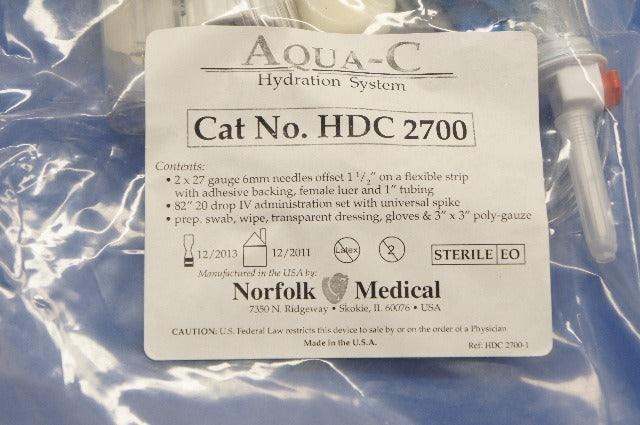 AQUA-C
Hydration System
Cat No. HDC 2700
Contents:
• 2 x 27 gauge 6mm needles offset 1 1/2" on a flexible strip
with adhesive backing, female luer and 1" tubing
• 82" 20 drop IV administration set with universal spike
• prep. swab, wipe, transparent dressing, gloves & 3" x 3" poly-gauze
12/2013 12/2011 Latex 2 STERILE EO
Manufactured in the USA by:
Norfolk Medical
7350 N. Ridgeway • Skokie, IL 60076 • USA
CAUTION: U.S. Federal Law restricts this device to sale by or on the order of a Physician
Made in the U.S.A.
Ref: HDC 2700-1